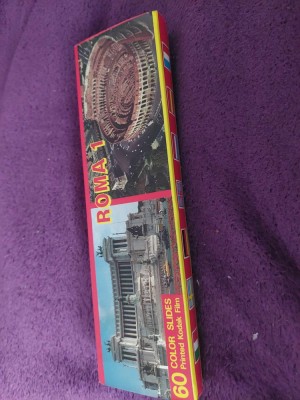 ROMA 1
60 COLOR SLIDES
Printed Kodak Film